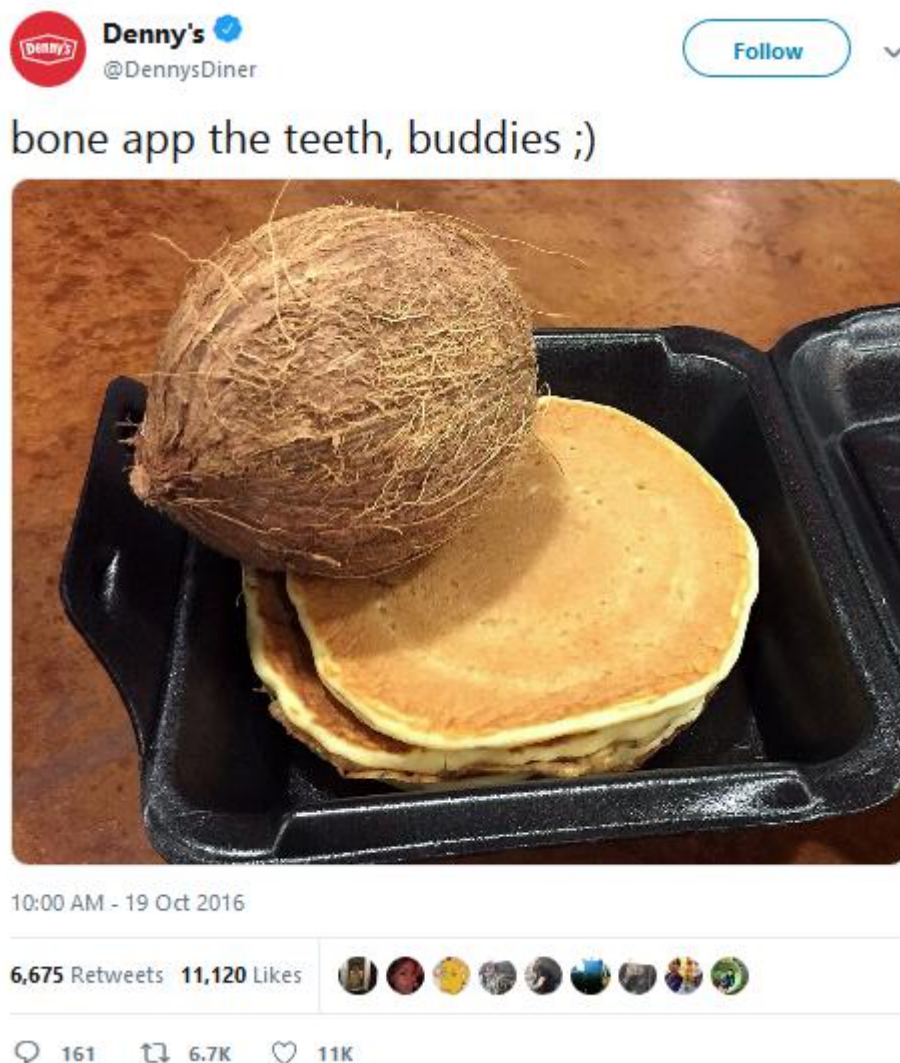 Denny's
Denny's
@DennysDiner
Follow
bone app the teeth, buddies ;)
10:00 AM - 19 Oct 2016
6,675 Retweets 11,120 Likes
161 6.7K 11K